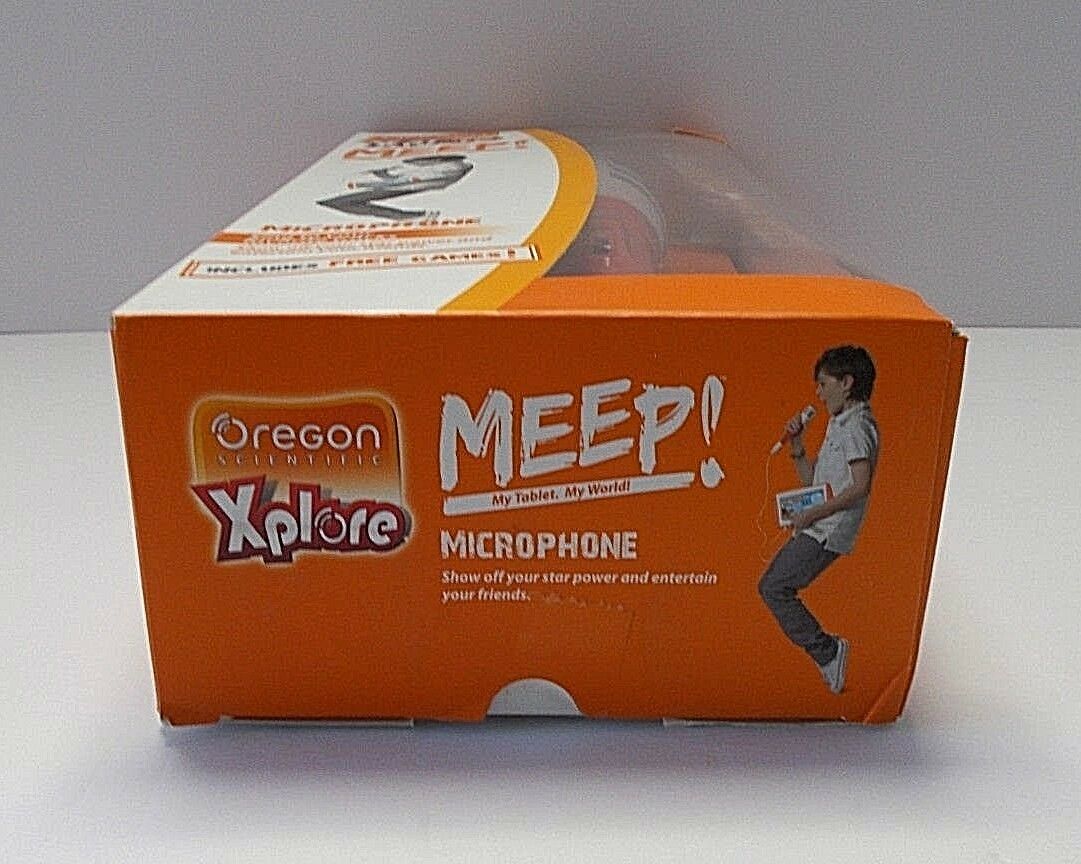 MEEP!
MICROPHONE
INCLUDES FREE GAMES!
Oregon
SCIENTIFIC
Xplore
MEEP!
My Tablet. My World!
MICROPHONE
Show off your star power and entertain
your friends.